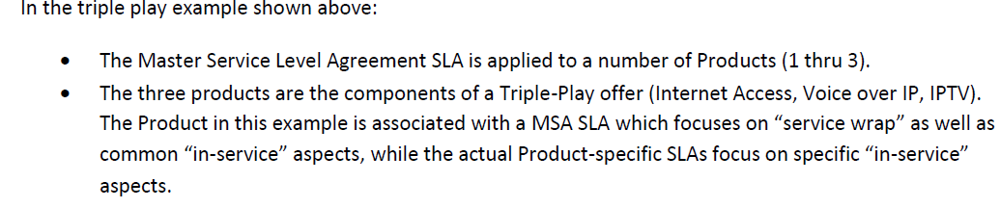 In the triple play example shown above:
• The Master Service Level Agreement SLA is applied to a number of Products (1 thru 3).
• The three products are the components of a Triple-Play offer (Internet Access, Voice over IP, IPTV).
The Product in this example is associated with a MSA SLA which focuses on “service wrap” as well as
common “in-service” aspects, while the actual Product-specific SLAs focus on specific “in-service”
aspects.